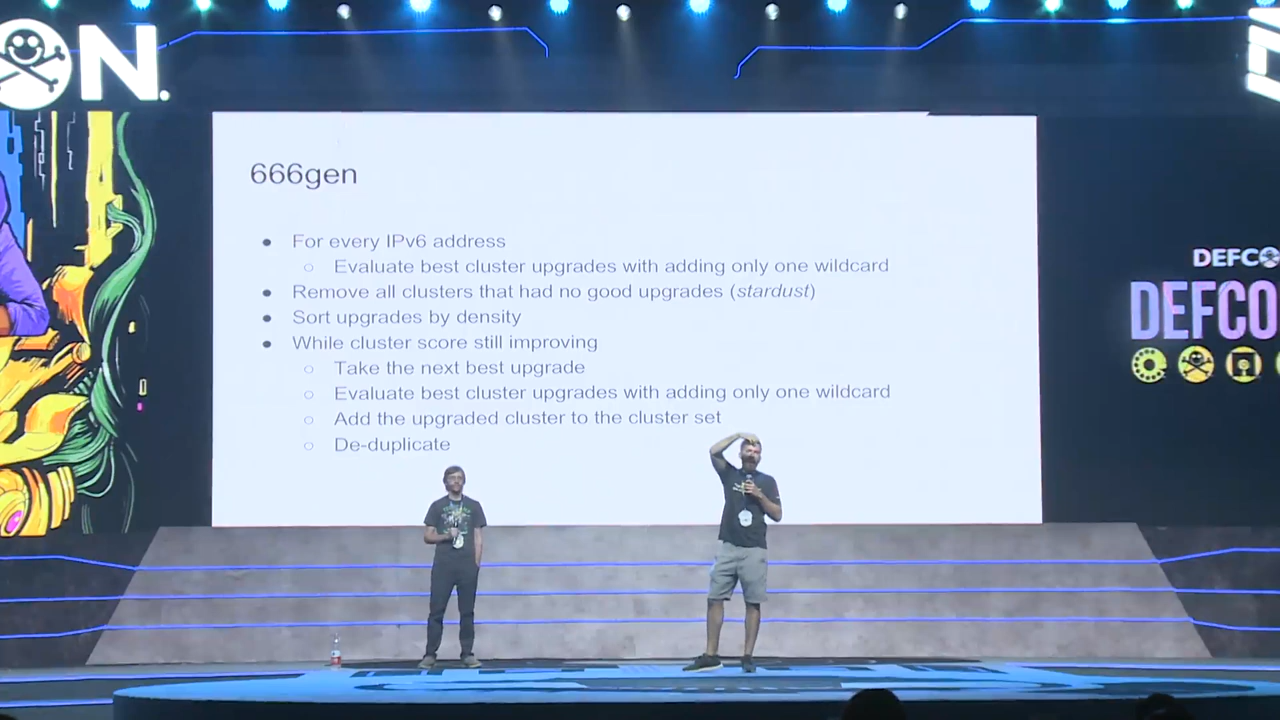 ON.
666gen
● For every IPv6 address
○ Evaluate best cluster upgrades with adding only one wildcard
● Remove all clusters that had no good upgrades (stardust)
● Sort upgrades by density
● While cluster score still improving
○ Take the next best upgrade
○ Evaluate best cluster upgrades with adding only one wildcard
○ Add the upgraded cluster to the cluster set
○ De-duplicate
DEFCO
DEFCO